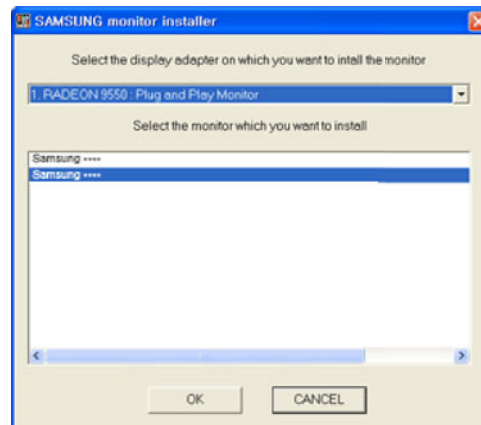 SAMSUNG monitor installer
Select the display adapter on which you want to intall the monitor
1. RADEON 9550 : Plug and Play Monitor
Select the monitor which you want to install
Samsung ····
Samsung ····
OK
CANCEL